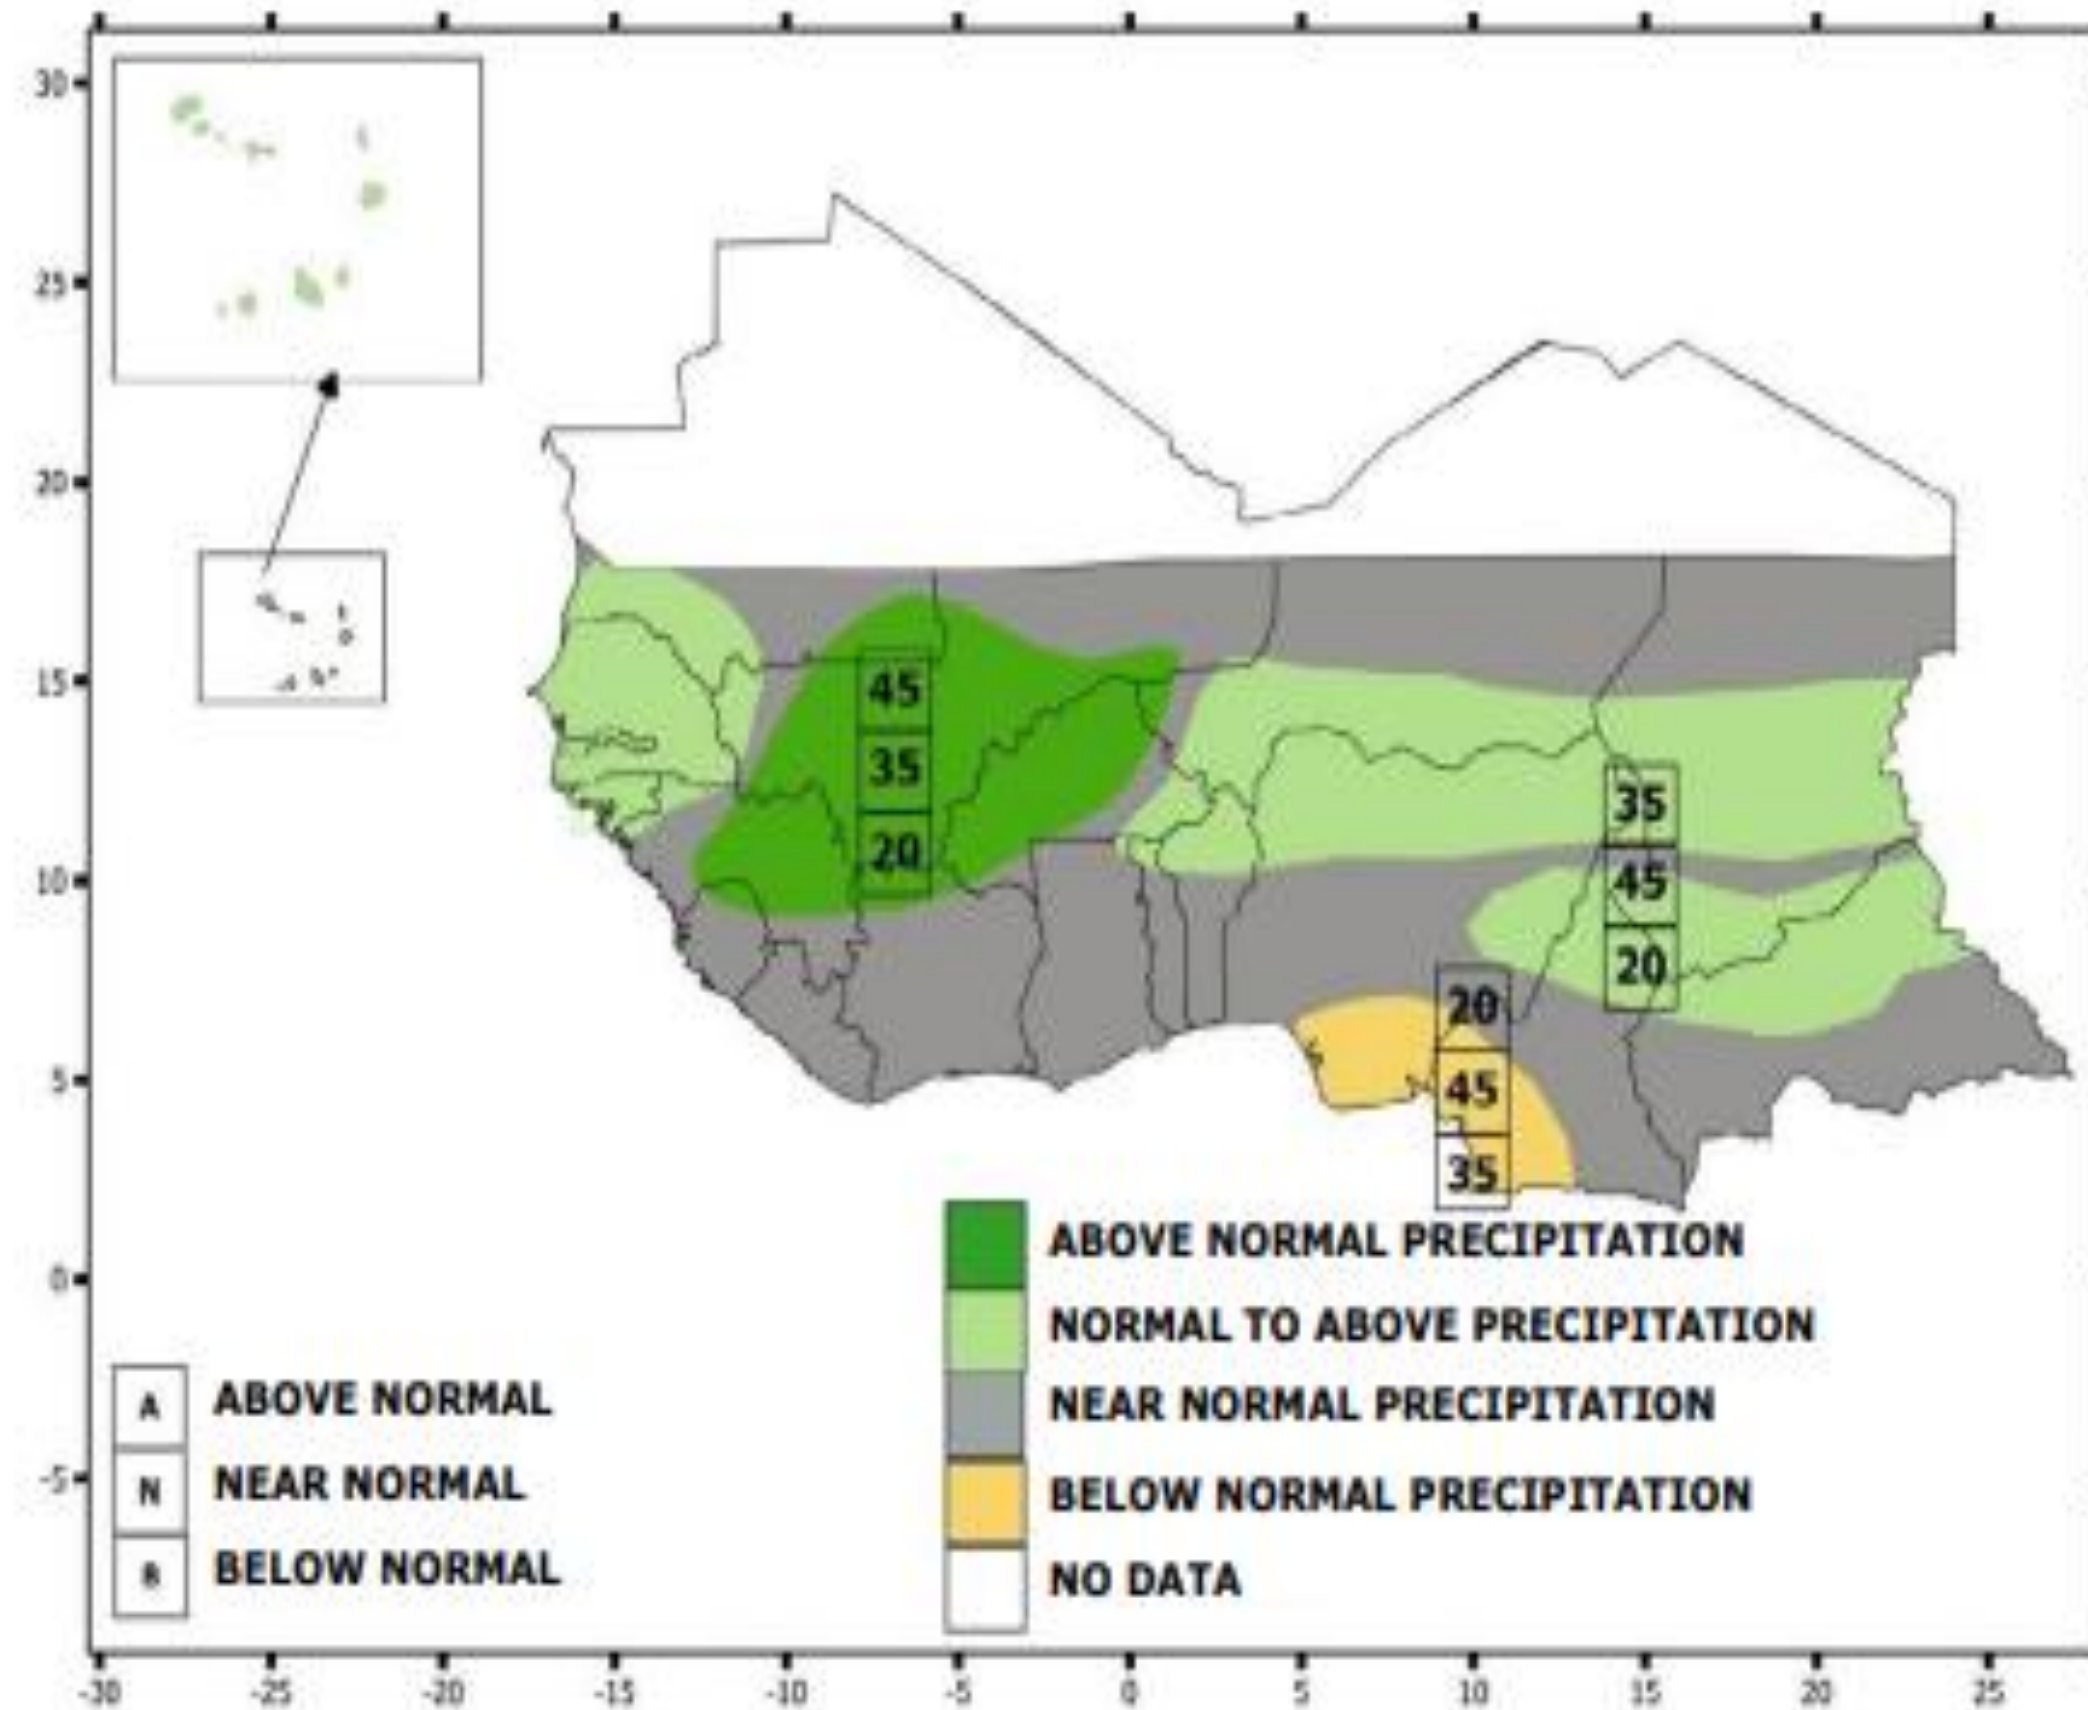 30
25
20
15
10
5
0
-5
45
35
20
35
45
20
20
45
35
ABOVE NORMAL PRECIPITATION
NORMAL TO ABOVE PRECIPITATION
NEAR NORMAL PRECIPITATION
BELOW NORMAL PRECIPITATION
NO DATA
A ABOVE NORMAL
N NEAR NORMAL
B BELOW NORMAL
-30 -25 -20 -15 -10 -5 0 5 10 15 20 25